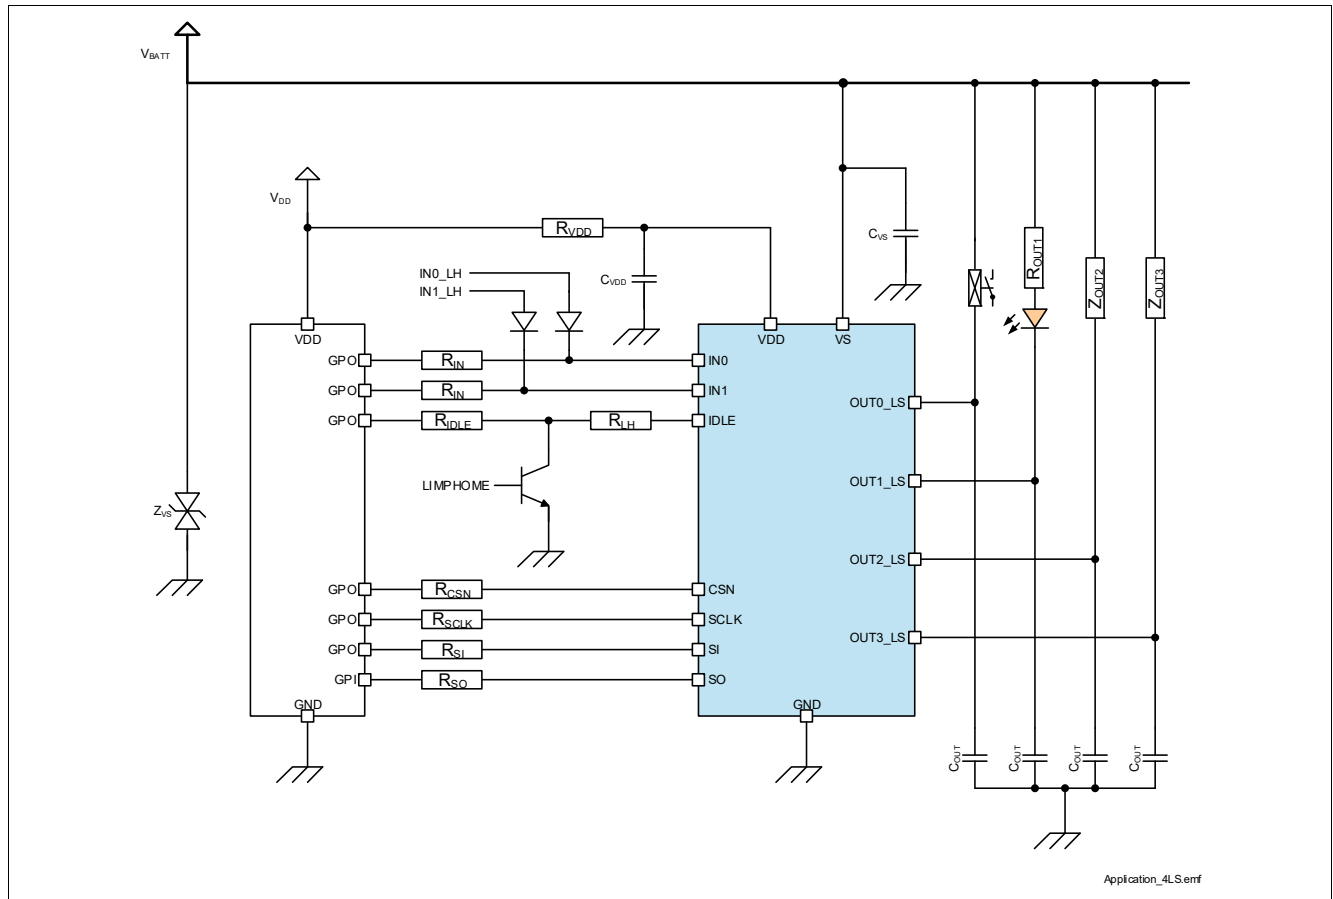 VBATT
VDD
RVDD
CVS
IN0_LH
IN1_LH
CVDD
ROUT1
ZOUT2
ZOUT3
VDD
VDD
VS
GPO
RIN
IN0
GPO
RIN
IN1
OUT0_LS
GPO
RIDLE
RLH
IDLE
LIMPHOME
OUT1_LS
ZVS
OUT2_LS
GPO
RCSN
CSN
GPO
RSCLK
SCLK
OUT3_LS
GPO
RSI
SI
GPI
RSO
SO
GND
GND
COUT
COUT
COUT
COUT
Application_4LS.emf